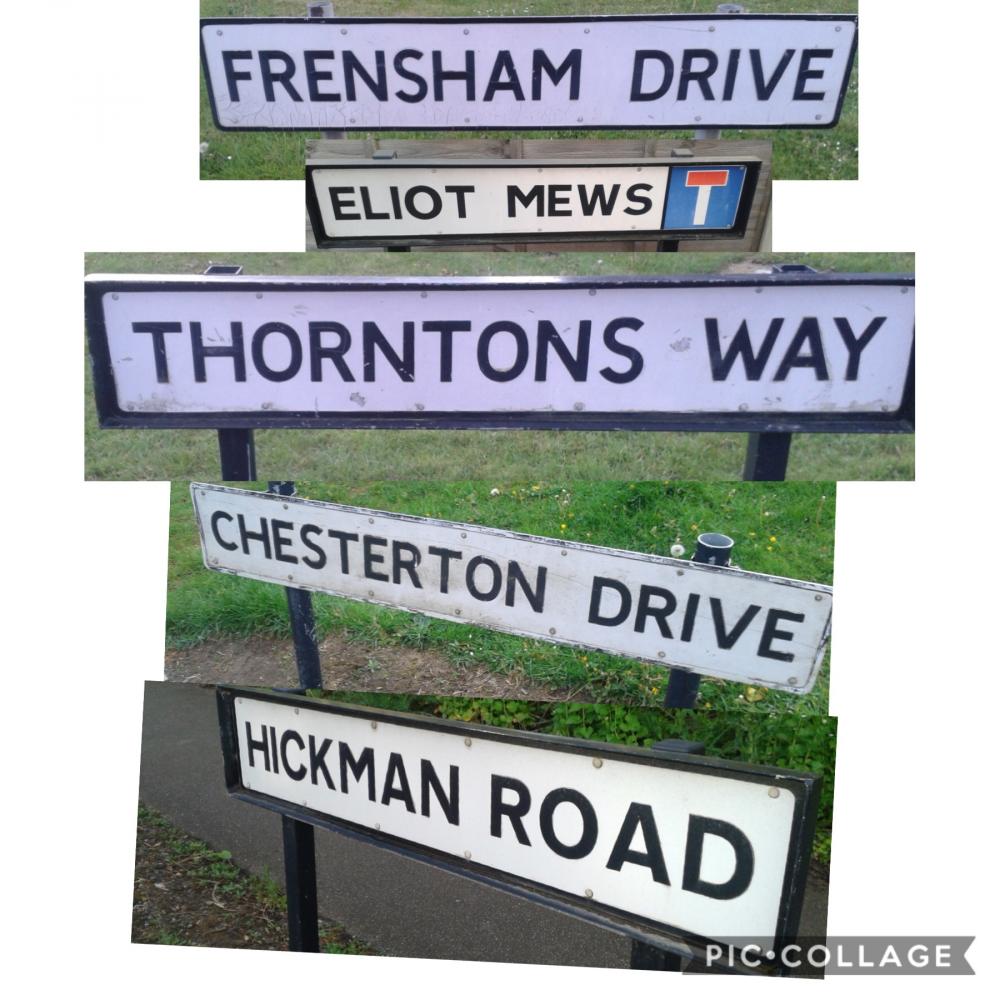 FRENSHAM DRIVE
ELIOT MEWS
THORNTONS WAY
CHESTERTON DRIVE
HICKMAN ROAD
PIC•COLLAGE